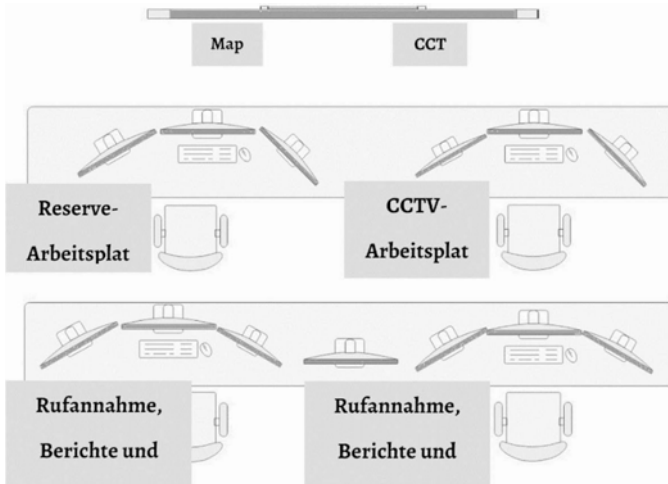 Map
CCT
Reserve-
Arbeitsplat
CCTV-
Arbeitsplat
Rufannahme,
Berichte und
Rufannahme,
Berichte und